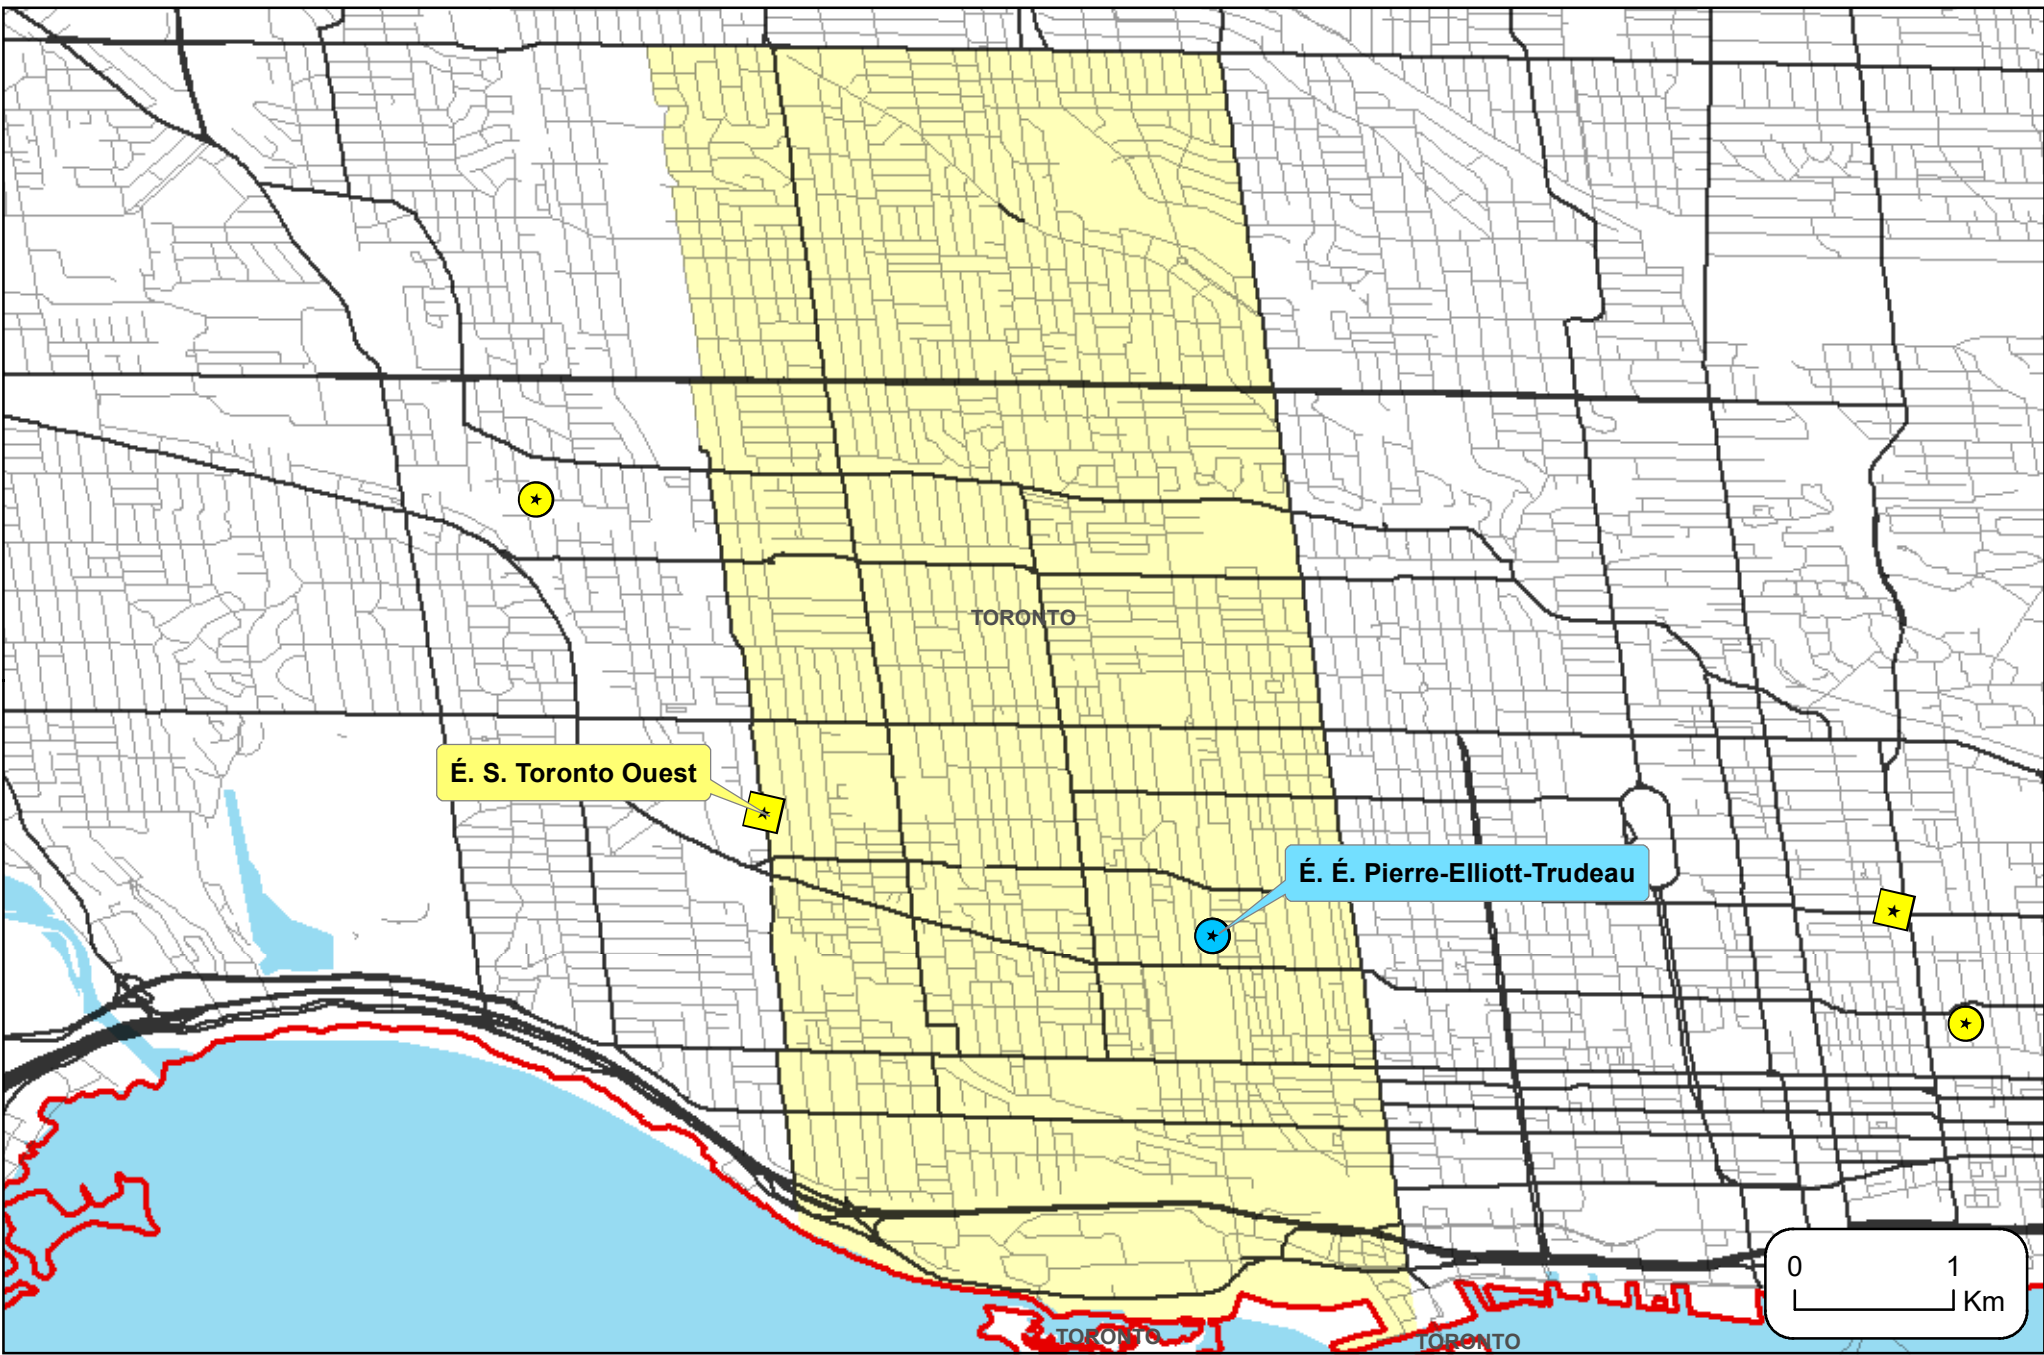 TORONTO
É. S. Toronto Ouest
É. É. Pierre-Elliott-Trudeau
0 1
Km
TORONTO
TORONTO